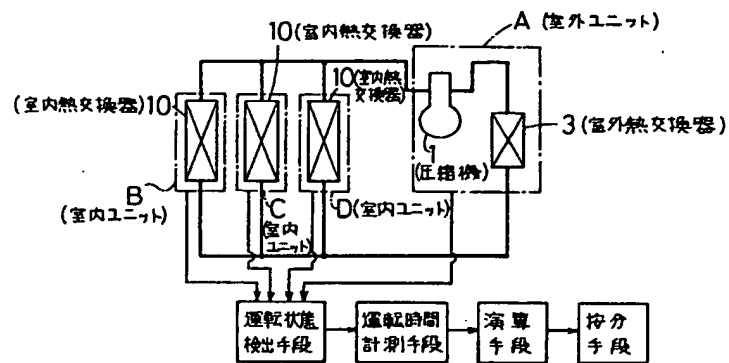 A (室外ユニット)
10(室内熱交換器)
10(室内熱
交換器)
(室内熱交換器)10
3(室外熱交換器)
1
(圧縮機)
B
(室内ユニット)
C
(室内
ユニット)
D(室内ユニット)
運転状態
検出手段
運転時間
計測手段
演算
手段
按分
手段